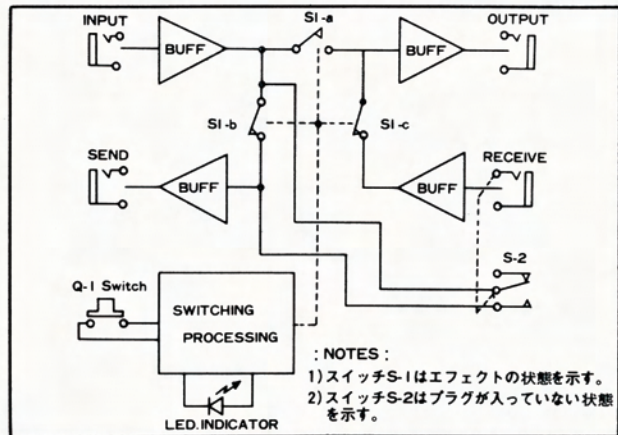 INPUT
S1-a
OUTPUT
BUFF
BUFF
S1-b
S1-c
SEND
RECEIVE
BUFF
BUFF
S-2
Q-1 Switch
SWITCHING
PROCESSING
LED.INDICATOR
: NOTES :
1)スイッチS-1はエフェクトの状態を示す。
2)スイッチS-2はプラグが入っていない状態
を示す。